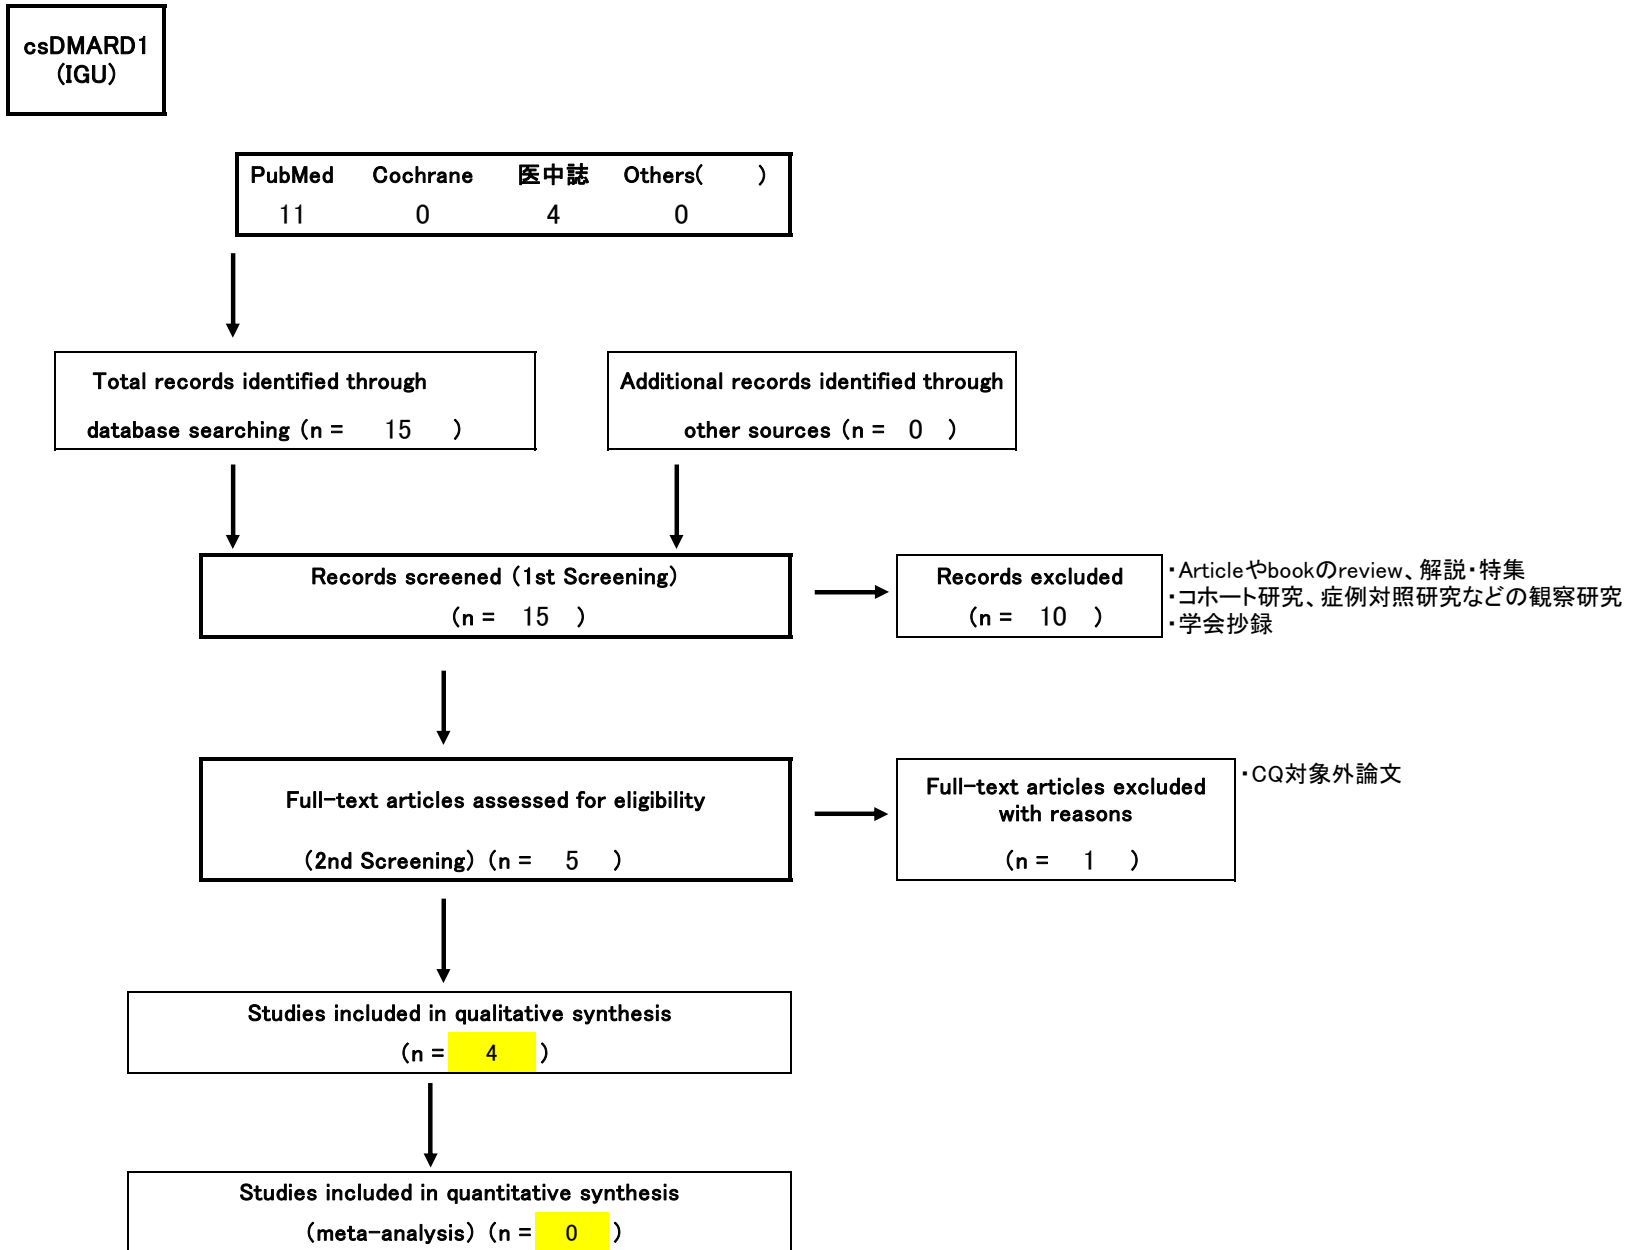 csDMARD1
(IGU)
PubMed Cochrane 医中誌 Others( )
11 0 4 0
Total records identified through
database searching (n = 15 )
Additional records identified through
other sources (n = 0 )
Records screened (1st Screening)
(n = 15 )
Records excluded
(n = 10 )
・Articleやbookのreview、解説・特集
・コホート研究、症例対照研究などの観察研究
・学会抄録
Full-text articles assessed for eligibility
(2nd Screening) (n = 5 )
Full-text articles excluded
with reasons
(n = 1 )
・CQ対象外論文
Studies included in qualitative synthesis
(n = 4 )
Studies included in quantitative synthesis
(meta-analysis) (n = 0 )